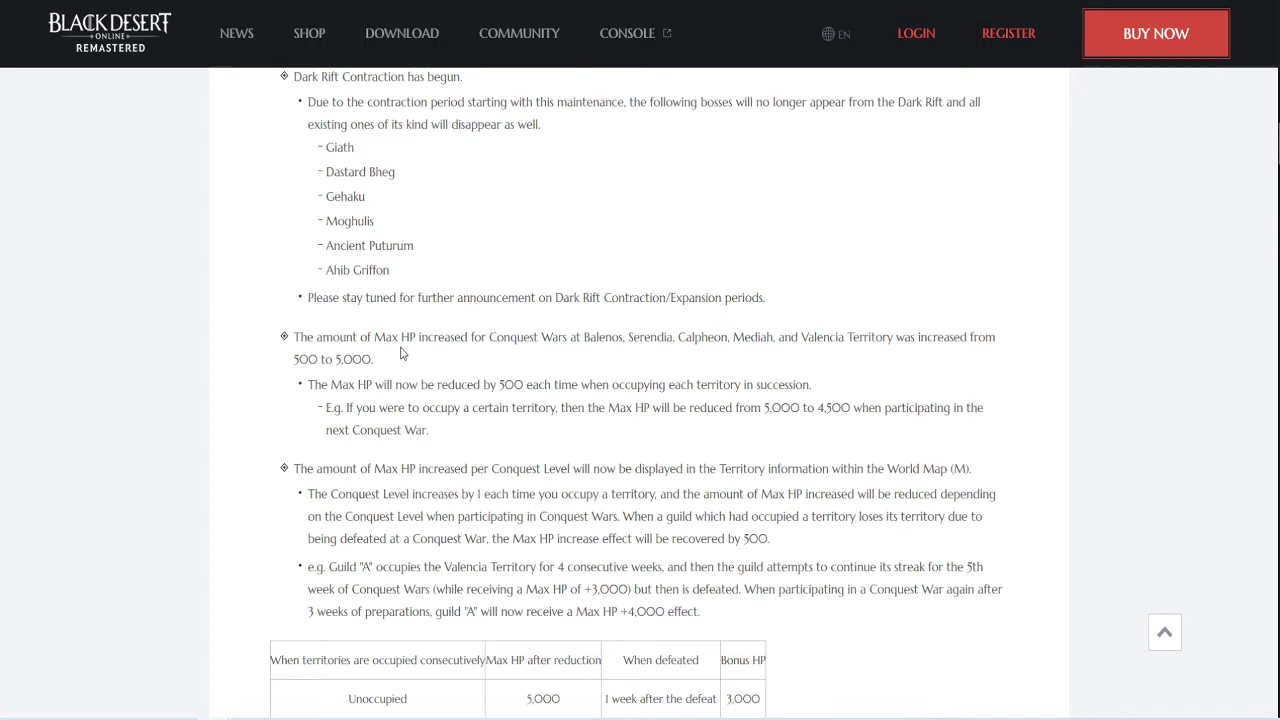 BLACK DESERT
ONLINE
REMASTERED
NEWS
SHOP
DOWNLOAD
COMMUNITY
CONSOLE
EN
LOGIN
REGISTER
BUY NOW
Dark Rift Contraction has begun.
• Due to the contraction period starting with this maintenance, the following bosses will no longer appear from the Dark Rift and all
existing ones of its kind will disappear as well.
- Giath
- Dastard Bheg
- Gehaku
- Moghulis
- Ancient Puturum
- Ahib Griffon
• Please stay tuned for further announcement on Dark Rift Contraction/Expansion periods.
The amount of Max HP increased for Conquest Wars at Balenos, Serendia, Calpheon, Mediah, and Valencia Territory was increased from
500 to 5,000.
• The Max HP will now be reduced by 500 each time when occupying each territory in succession.
- E.g. If you were to occupy a certain territory, then the Max HP will be reduced from 5,000 to 4,500 when participating in the
next Conquest War.
The amount of Max HP increased per Conquest Level will now be displayed in the Territory information within the World Map (M).
• The Conquest Level increases by 1 each time you occupy a territory, and the amount of Max HP increased will be reduced depending
on the Conquest Level when participating in Conquest Wars. When a guild which had occupied a territory loses its territory due to
being defeated at a Conquest War, the Max HP increase effect will be recovered by 500.
• e.g. Guild "A" occupies the Valencia Territory for 4 consecutive weeks, and then the guild attempts to continue its streak for the 5th
week of Conquest Wars (while receiving a Max HP of +3,000) but then is defeated. When participating in a Conquest War again after
3 weeks of preparations, guild "A" will now receive a Max HP +4,000 effect.
When territories are occupied consecutively Max HP after reduction When defeated Bonus HP
Unoccupied 5,000 1 week after the defeat 3,000